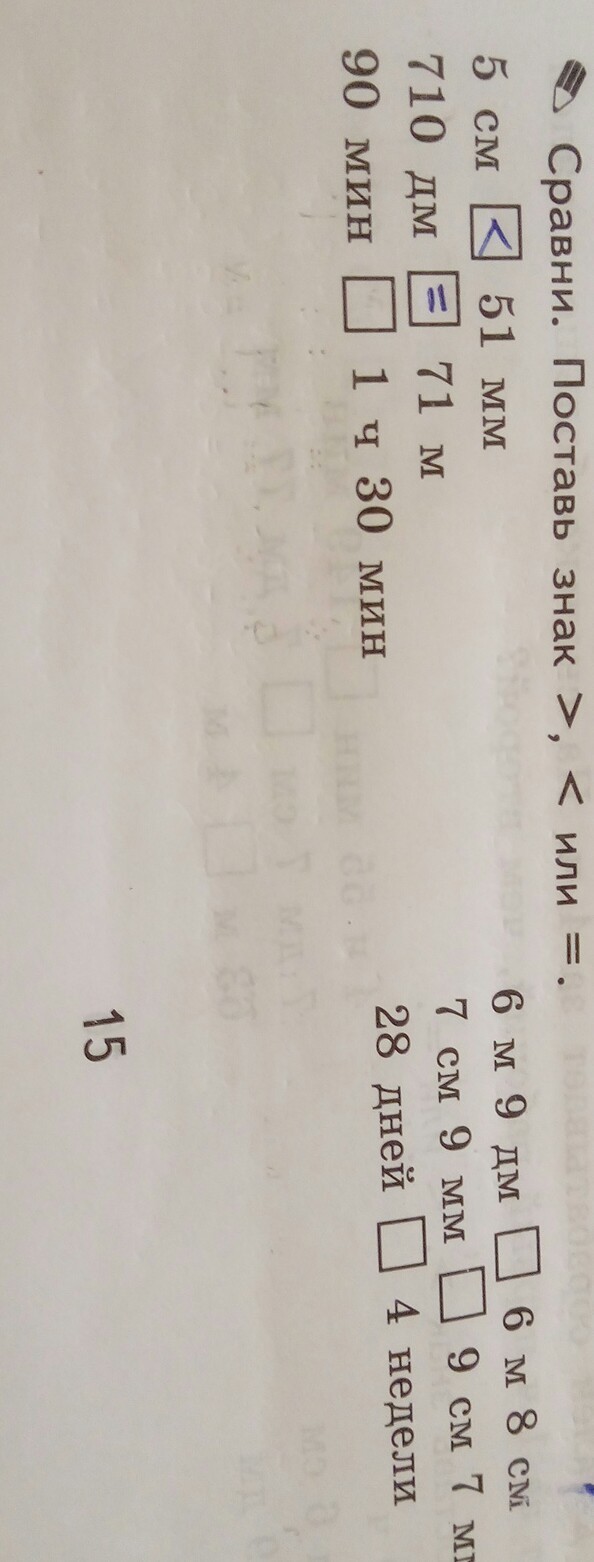 Сравни. Поставь знак >, < или =.
5 см < 51 мм
710 дм = 71 м
90 мин □ 1 ч 30 мин
6 м 9 дм □ 6 м 8 см
7 см 9 мм □ 9 см 7 мм
28 дней □ 4 недели
15